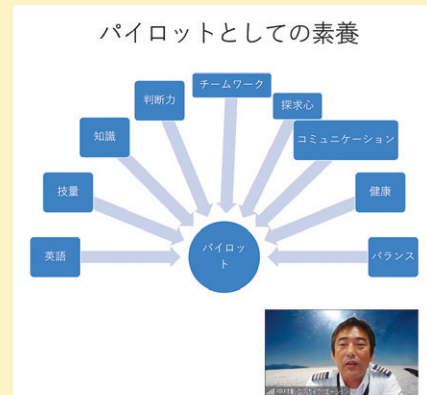 パイロットとしての素養
チームワーク
判断力
探求心
知識
コミュニケーション
技量
健康
英語
パイロッ
ト
バランス